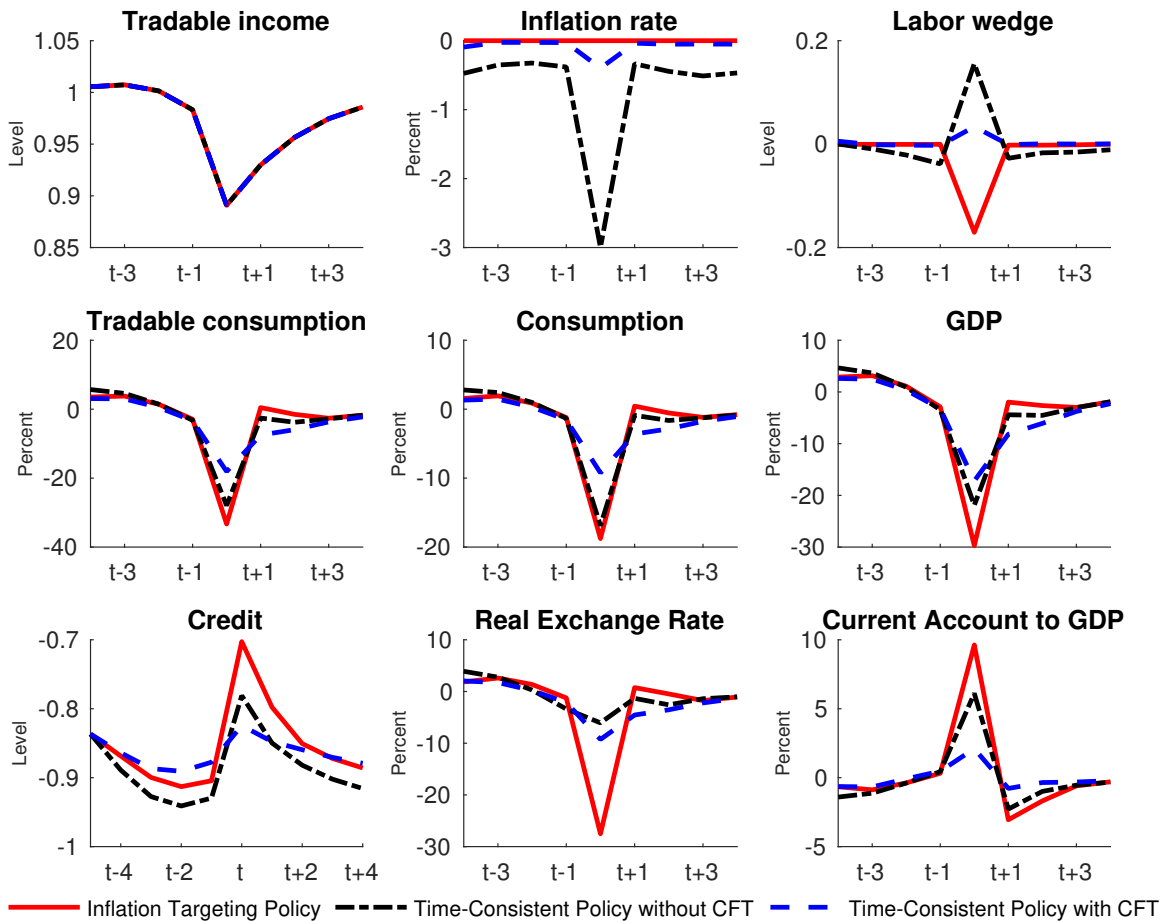 Tradable income
Inflation rate
Labor wedge
1.05
1
0.95
0.9
0.85
Level
t-3
t-1
t+1
t+3
0
-1
-2
-3
Percent
t-3
t-1
t+1
t+3
0.2
0
-0.2
Level
t-3
t-1
t+1
t+3
Tradable consumption
Consumption
GDP
20
0
-20
-40
Percent
t-3
t-1
t+1
t+3
10
0
-10
-20
Percent
t-3
t-1
t+1
t+3
10
0
-10
-20
-30
Percent
t-3
t-1
t+1
t+3
Credit
Real Exchange Rate
Current Account to GDP
-0.7
-0.8
-0.9
-1
Level
t-4
t-2
t
t+2
t+4
10
0
-10
-20
-30
Percent
t-3
t-1
t+1
t+3
10
5
0
-5
Percent
t-3
t-1
t+1
t+3
Inflation Targeting Policy
Time-Consistent Policy without CFT
Time-Consistent Policy with CFT